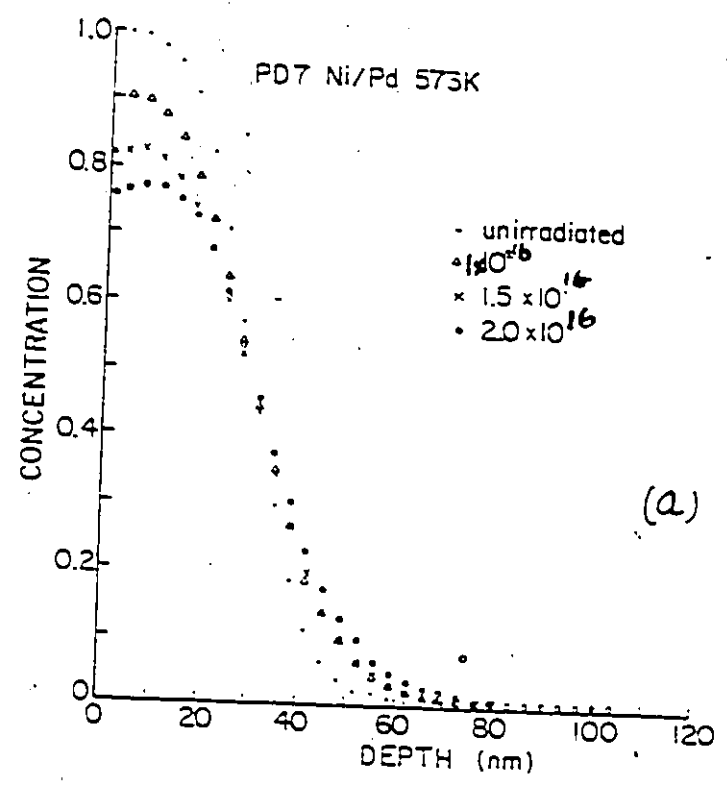 1.0
PD7 Ni/Pd 573K
0.8
· unirradiated
× 1.5 ×10^16
• 2.0 ×10^16
0.6
CONCENTRATION
0.4
(a)
0.2
0
0 20 40 60 80 100 120
DEPTH (nm)